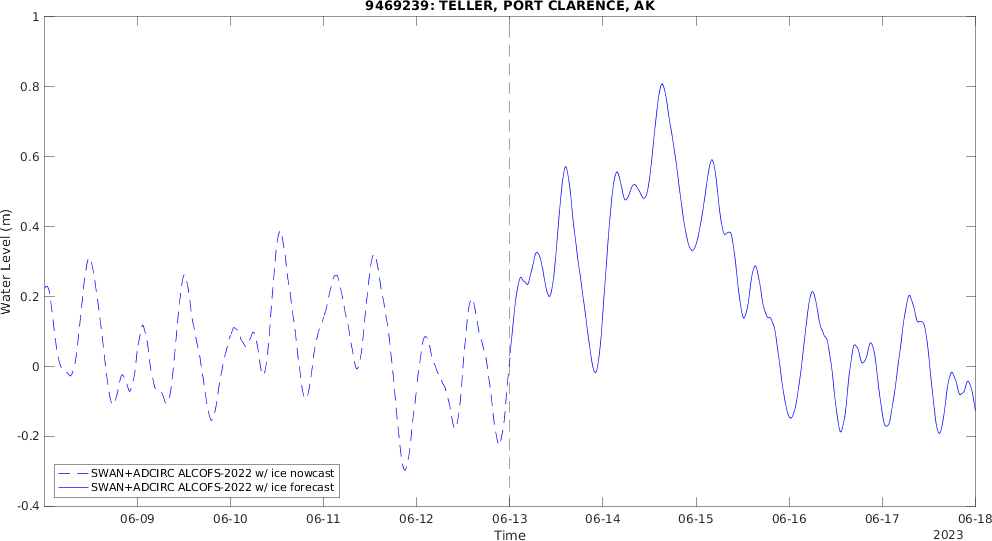 9469239: TELLER, PORT CLARENCE, AK
1
0.8
0.6
0.4
0.2
0
-0.2
-0.4
Water Level (m)
SWAN+ADCIRC ALCOFS-2022 w/ ice nowcast
SWAN+ADCIRC ALCOFS-2022 w/ ice forecast
06-09 06-10 06-11 06-12 06-13 06-14 06-15 06-16 06-17 06-18
Time
2023